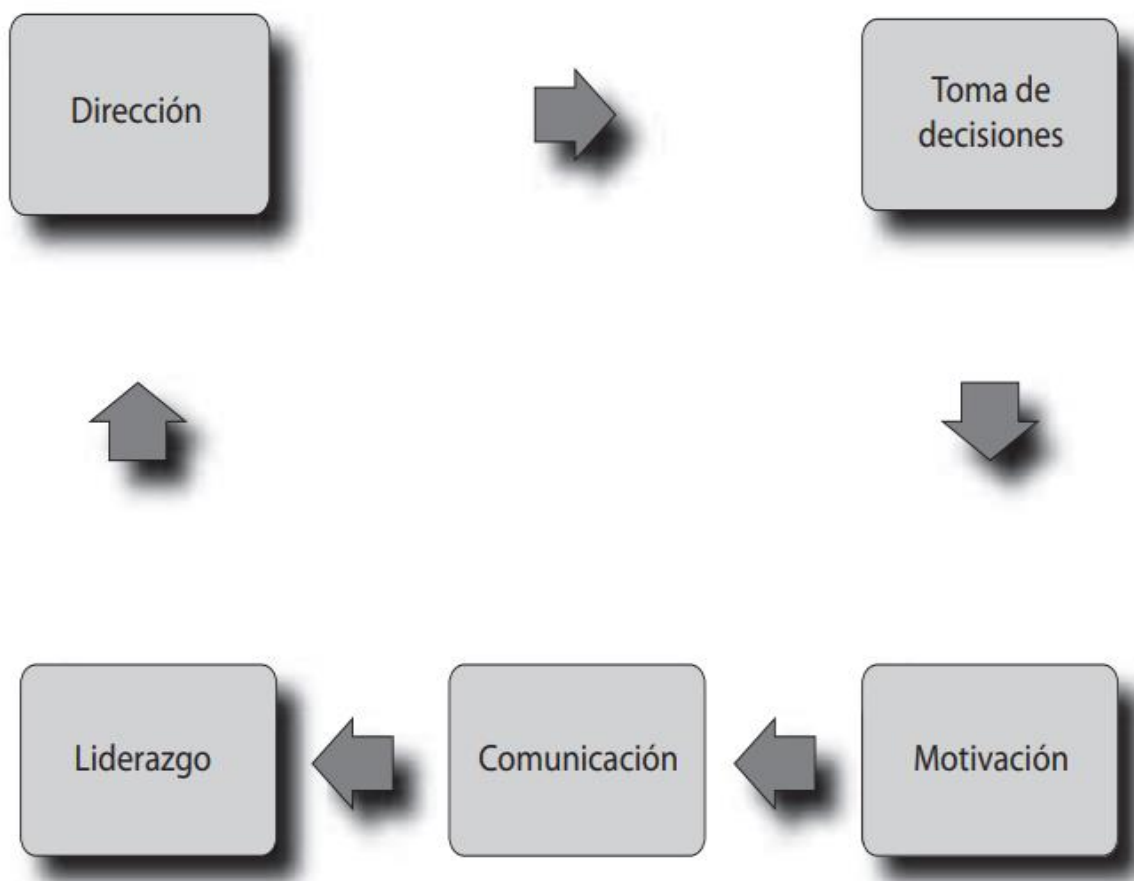 Dirección
Toma de
decisiones
Liderazgo
Comunicación
Motivación